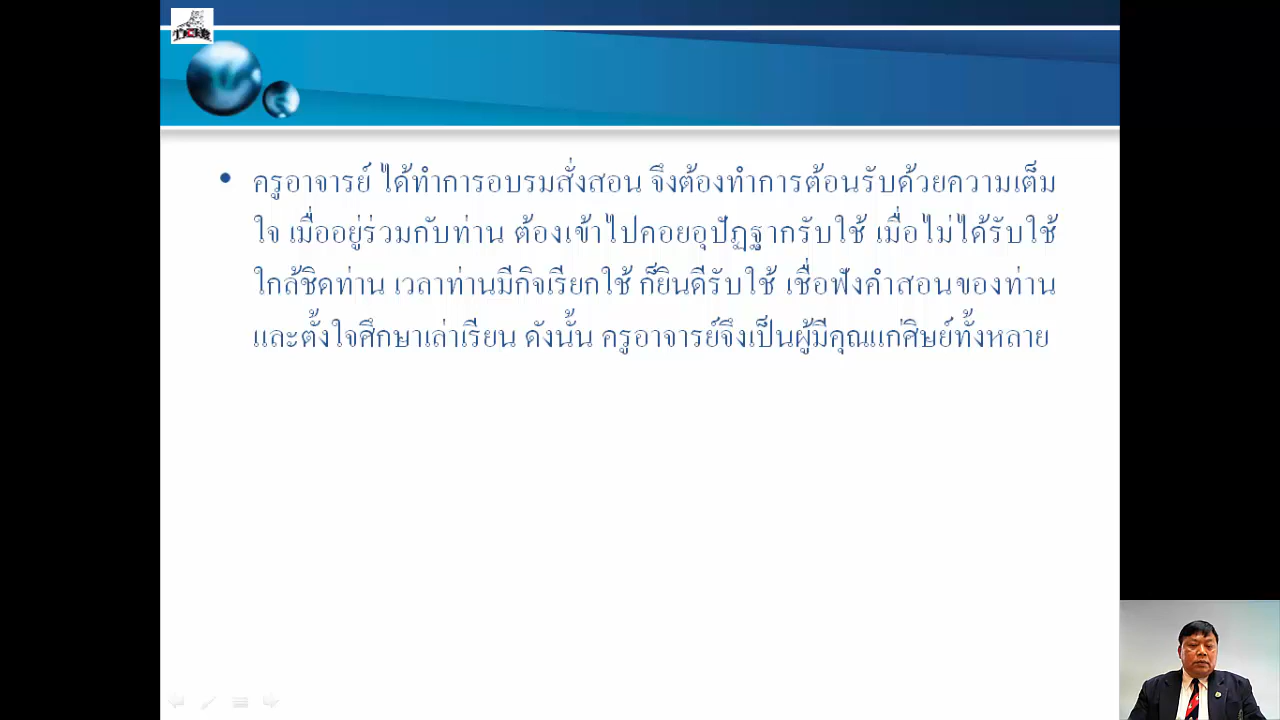 • ครูอาจารย์ ได้ทำการอบรมสั่งสอน จึงต้องทำการต้อนรับด้วยความเต็ม
ใจ เมื่ออยู่ร่วมกับท่าน ต้องเข้าไปคอยอุปัฏฐากรับใช้ เมื่อไม่ได้รับใช้
ใกล้ชิดท่าน เวลาท่านมีกิจเรียกใช้ ก็ยินดีรับใช้ เชื่อฟังคำสอนของท่าน
และตั้งใจศึกษาเล่าเรียน ดังนั้น ครูอาจารย์จึงเป็นผู้มีคุณแก่ศิษย์ทั้งหลาย